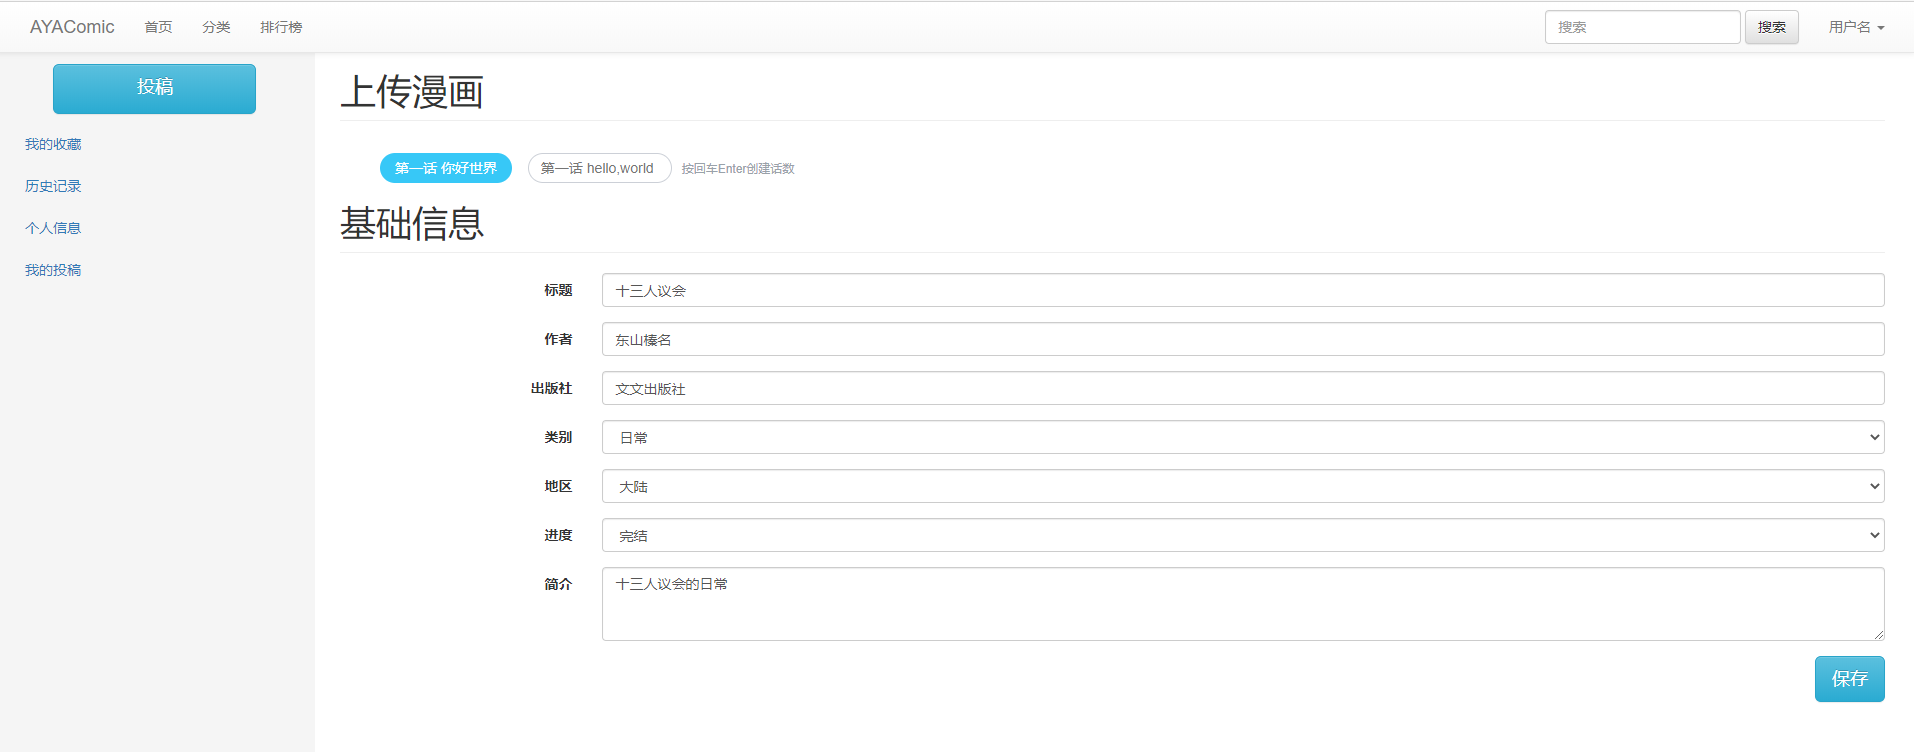 AYAComic 首页 分类 排行榜 搜索 搜索 用户名
投稿
我的收藏
历史记录
个人信息
我的投稿
上传漫画
第一话 你好世界 第一话 hello,world 按回车Enter创建话数
基础信息
标题 十三人议会
作者 东山榛名
出版社 文文出版社
类别 日常
地区 大陆
进度 完结
简介 十三人议会的日常
保存